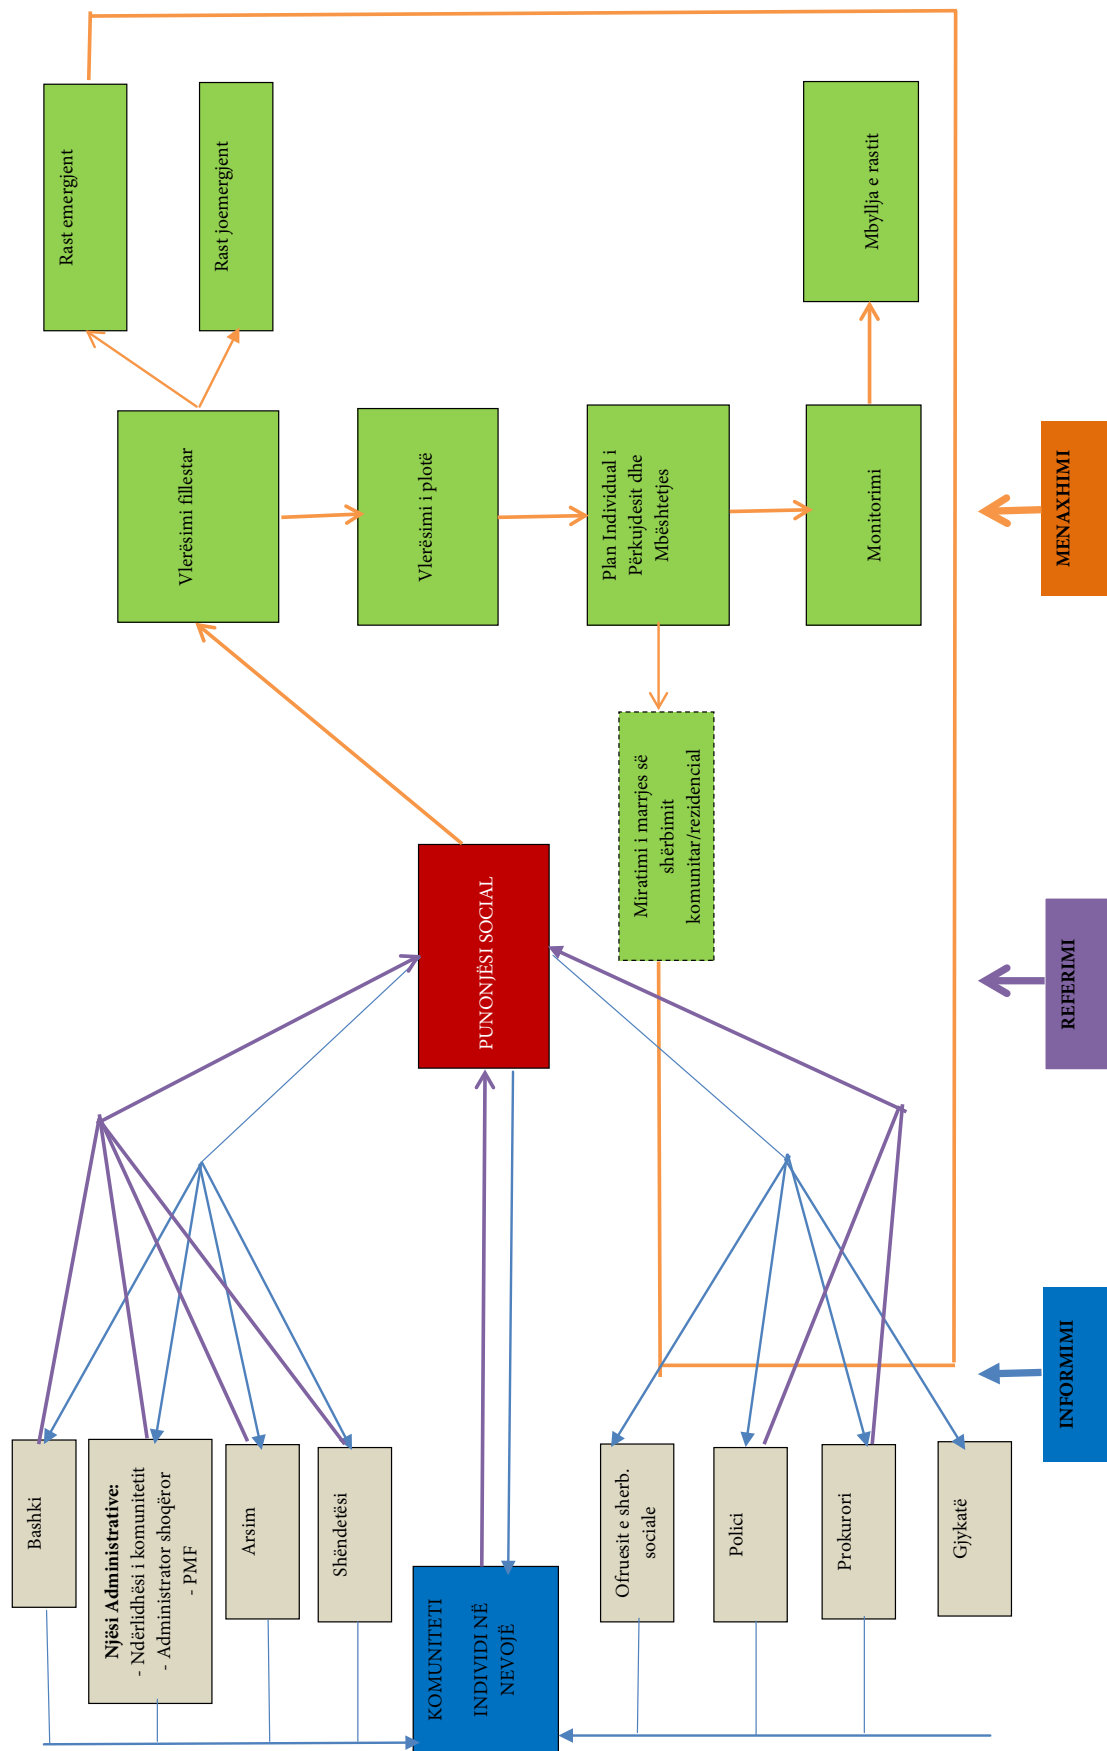 Rast emergjent
Rast joemergjent
Vlerësimi fillestar
Vlerësimi i plotë
Plan Individual i
Përkujdesit dhe
Mbështetjes
Monitorimi
Mbyllja e rastit
Miratimi i marrjes së
shërbimit
komunitar/rezidencial
PUNONJËSI SOCIAL
Bashki
Njësi Administrative:
- Ndërlidhësi i komunitetit
- Administrator shoqëror
- PMF
Arsim
Shëndetësi
KOMUNITETI
INDIVIDI NË
NEVOJË
Ofruesit e sherb.
sociale
Polici
Prokurori
Gjykatë
INFORMIMI
REFERIMI
MENAXHIMI